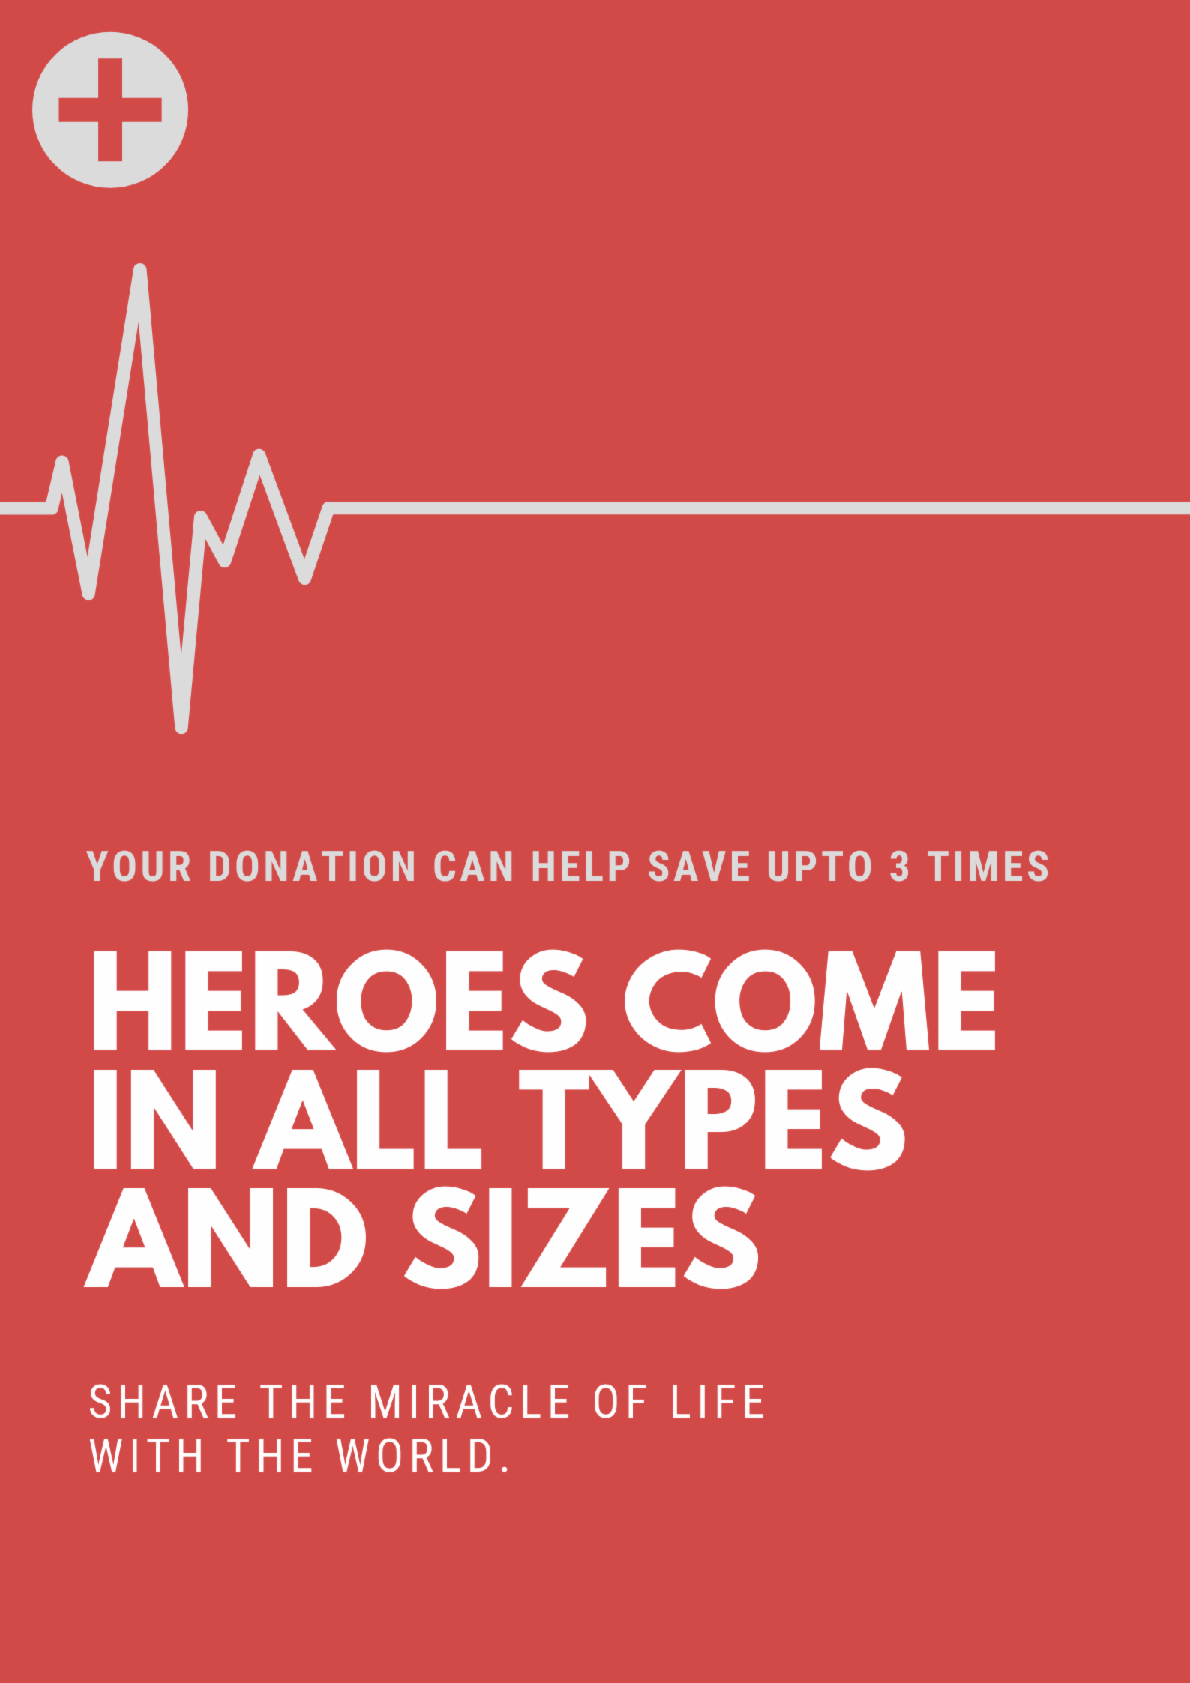 YOUR DONATION CAN HELP SAVE UPTO 3 TIMES
HEROES COME
IN ALL TYPES
AND SIZES
SHARE THE MIRACLE OF LIFE
WITH THE WORLD.